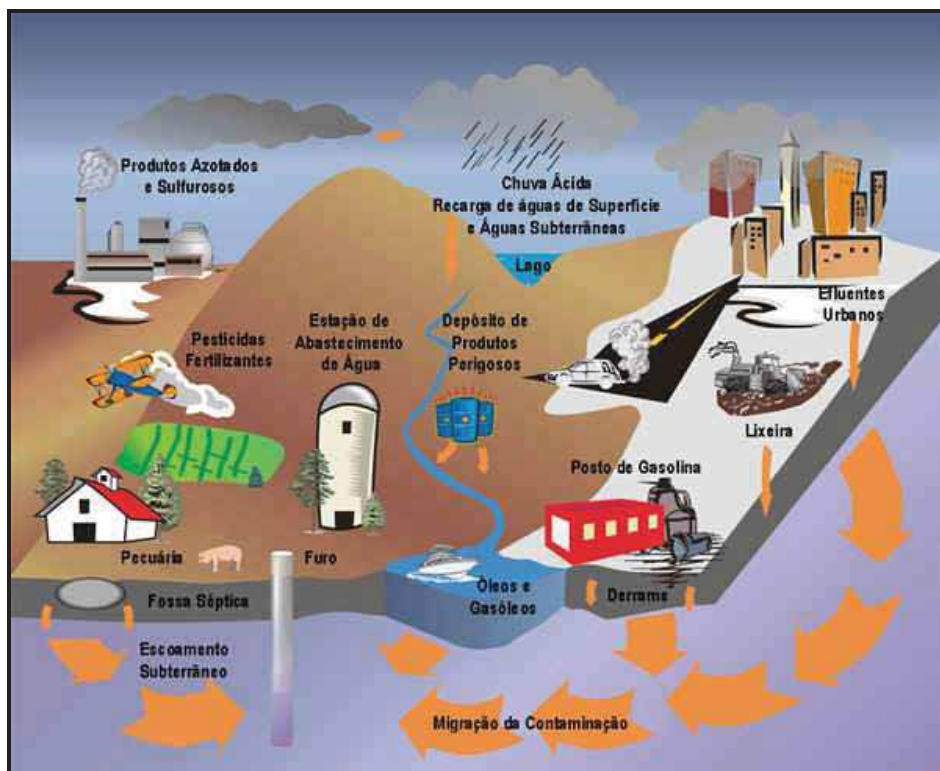 Produtos Azotados
e Sulfurosos
Chuva Ácida
Recarga de águas de Superfície
e Águas Subterrâneas
Lago
Efluentes
Urbanos
Pesticidas
Fertilizantes
Estação de
Abastecimento
de Água
Depósito de
Produtos
Perigosos
Lixeira
Posto de Gasolina
Pecuária
Furo
Óleos e
Gasóleos
Derrame
Fossa Séptica
Escoamento
Subterrâneo
Migração da Contaminação